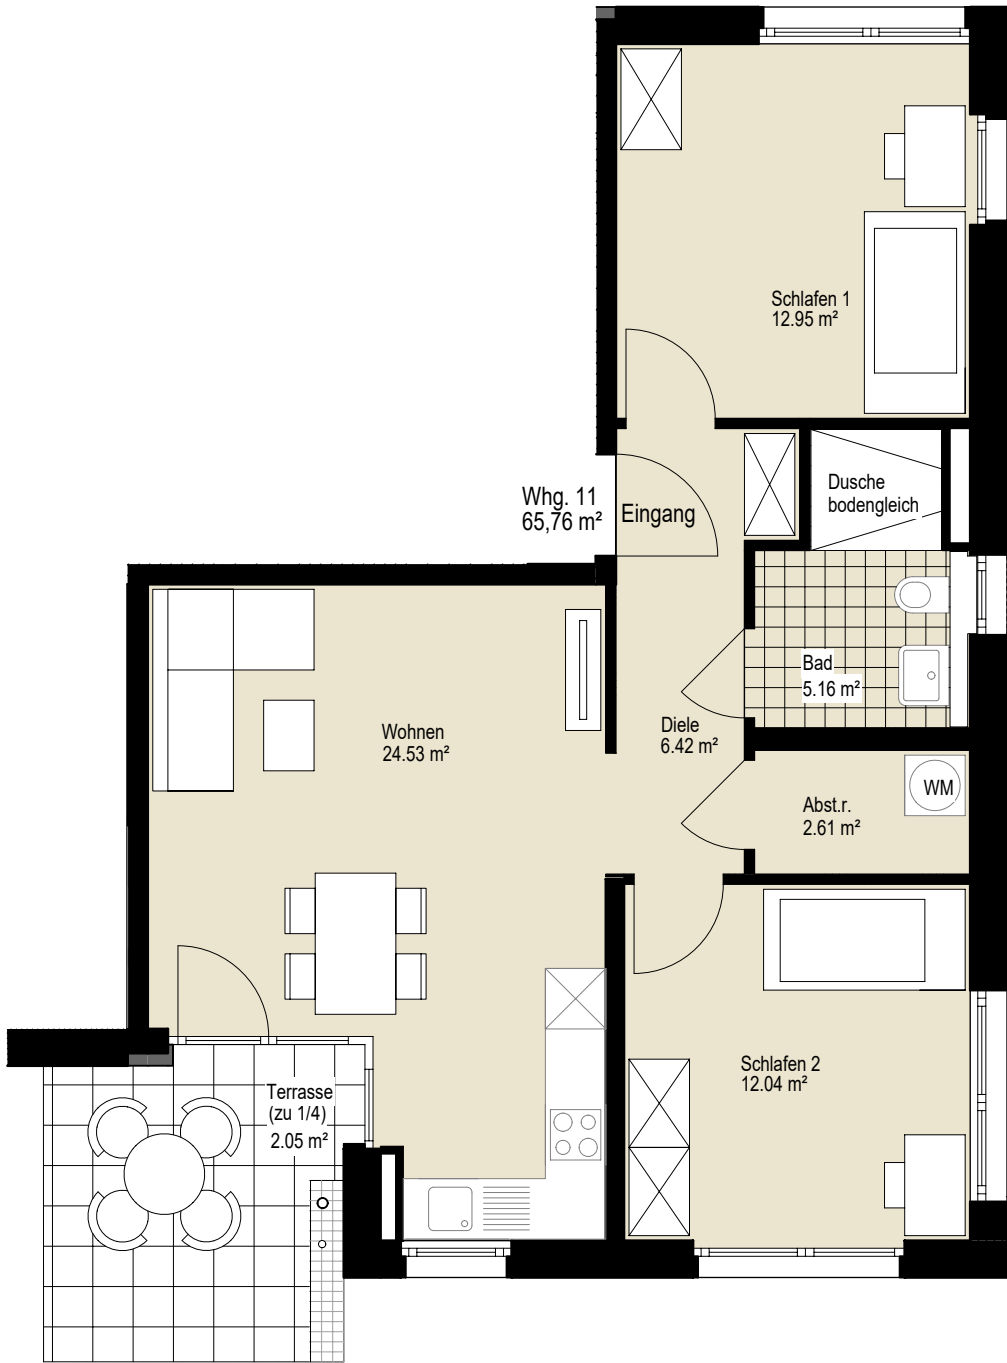 Schlafen 1
12.95 m²
Dusche
bodengleich
Whg. 11
65,76 m²
Eingang
Bad
5.16 m²
Wohnen
24.53 m²
Diele
6.42 m²
WM
Abst.r.
2.61 m²
Schlafen 2
12.04 m²
Terrasse
(zu 1/4)
2.05 m²